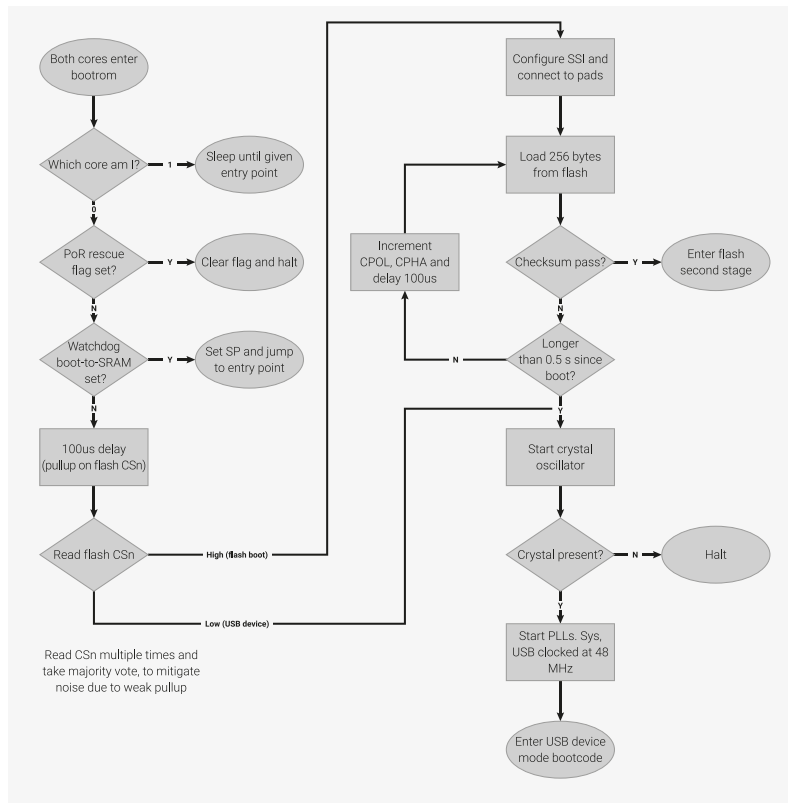 Both cores enter
bootrom
Which core am I?
1
Sleep until given
entry point
0
PoR rescue
flag set?
Y
Clear flag and halt
N
Watchdog
boot-to-SRAM
set?
Y
Set SP and jump
to entry point
N
100us delay
(pullup on flash CSn)
Read flash CSn
High (flash boot)
Low (USB device)
Read CSn multiple times and
take majority vote, to mitigate
noise due to weak pullup
Configure SSI and
connect to pads
Load 256 bytes
from flash
Increment
CPOL, CPHA and
delay 100us
Checksum pass?
Y
Enter flash
second stage
N
Longer
than 0.5 s since
boot?
N
Y
Start crystal
oscillator
Crystal present?
N
Halt
Y
Start PLLs. Sys,
USB clocked at 48
MHz
Enter USB device
mode bootcode